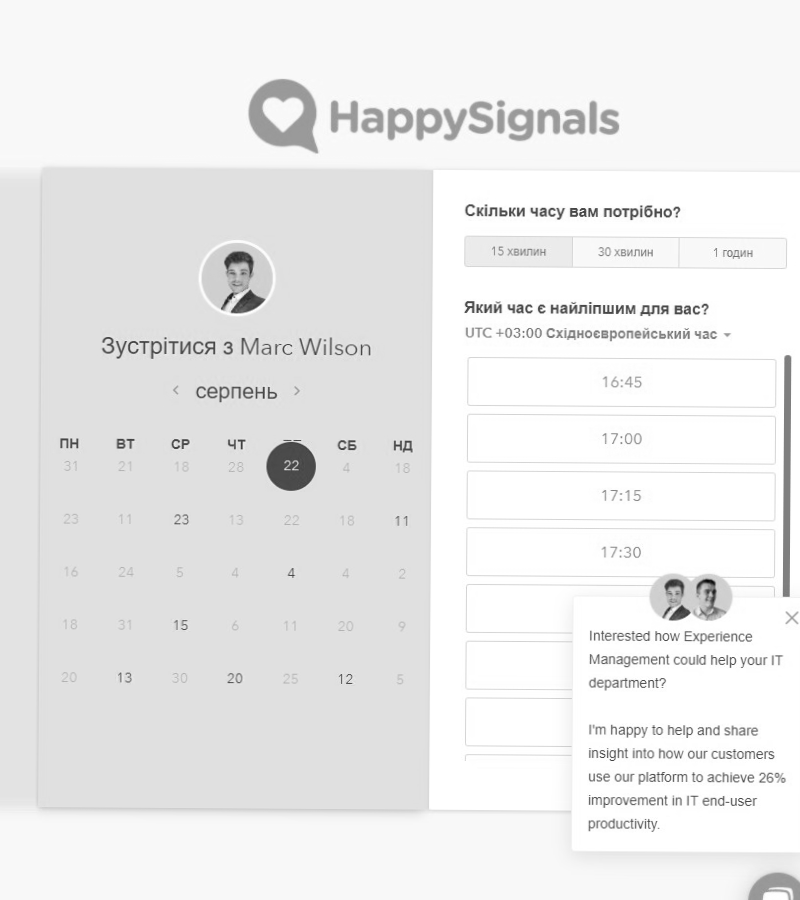 HappySignals
Зустрітися з Marc Wilson
серпень
ПН ВТ СР ЧТ СБ НД
31 21 18 28 22 4 18
23 11 23 13 22 18 11
16 24 5 4 4 4 2
18 31 15 6 11 20 9
20 13 30 20 25 12 5
Скільки часу вам потрібно?
15 хвилин 30 хвилин 1 годин
Який час є найліпшим для вас?
UTC +03:00 Східноєвропейський час
16:45
17:00
17:15
17:30
Interested how Experience
Management could help your IT
department?
I'm happy to help and share
insight into how our customers
use our platform to achieve 26%
improvement in IT end-user
productivity.